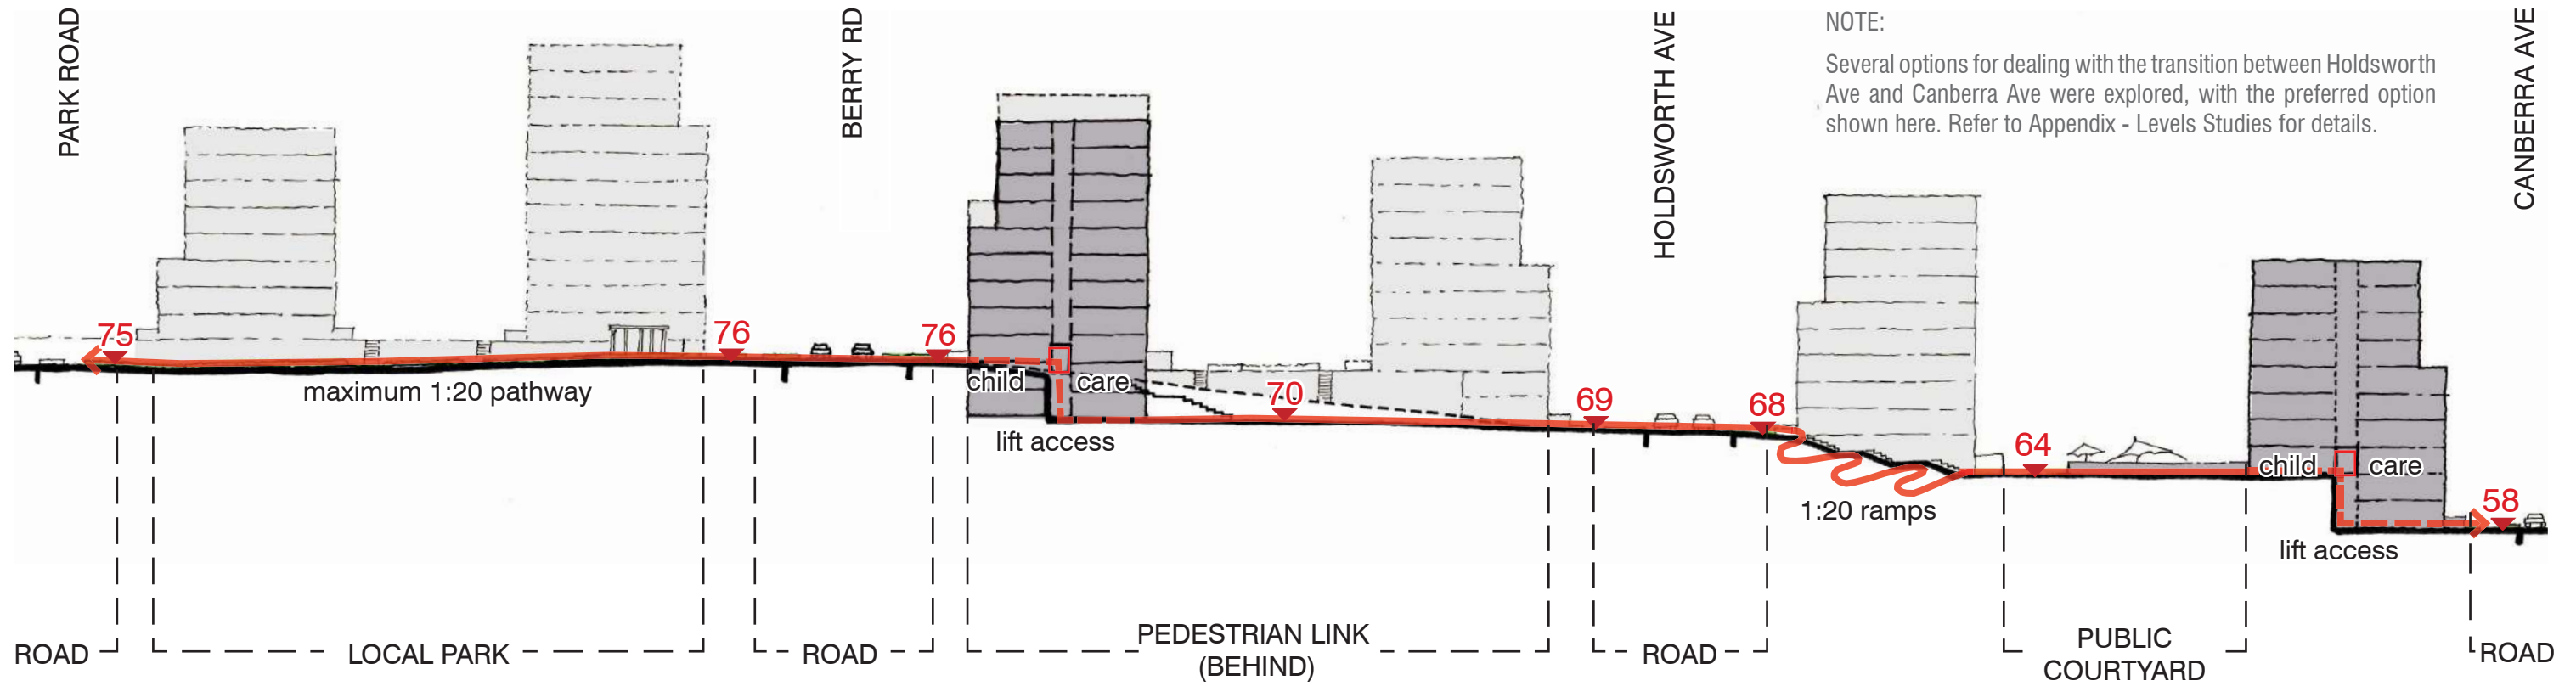 PARK ROAD
BERRY RD
HOLDSWORTH AVE
CANBERRA AVE
NOTE:
Several options for dealing with the transition between Holdsworth
Ave and Canberra Ave were explored, with the preferred option
shown here. Refer to Appendix - Levels Studies for details.
75
76
76
maximum 1:20 pathway
child care
lift access
70
69
68
1:20 ramps
64
child care
lift access
58
ROAD
LOCAL PARK
ROAD
PEDESTRIAN LINK
(BEHIND)
ROAD
PUBLIC
COURTYARD
ROAD